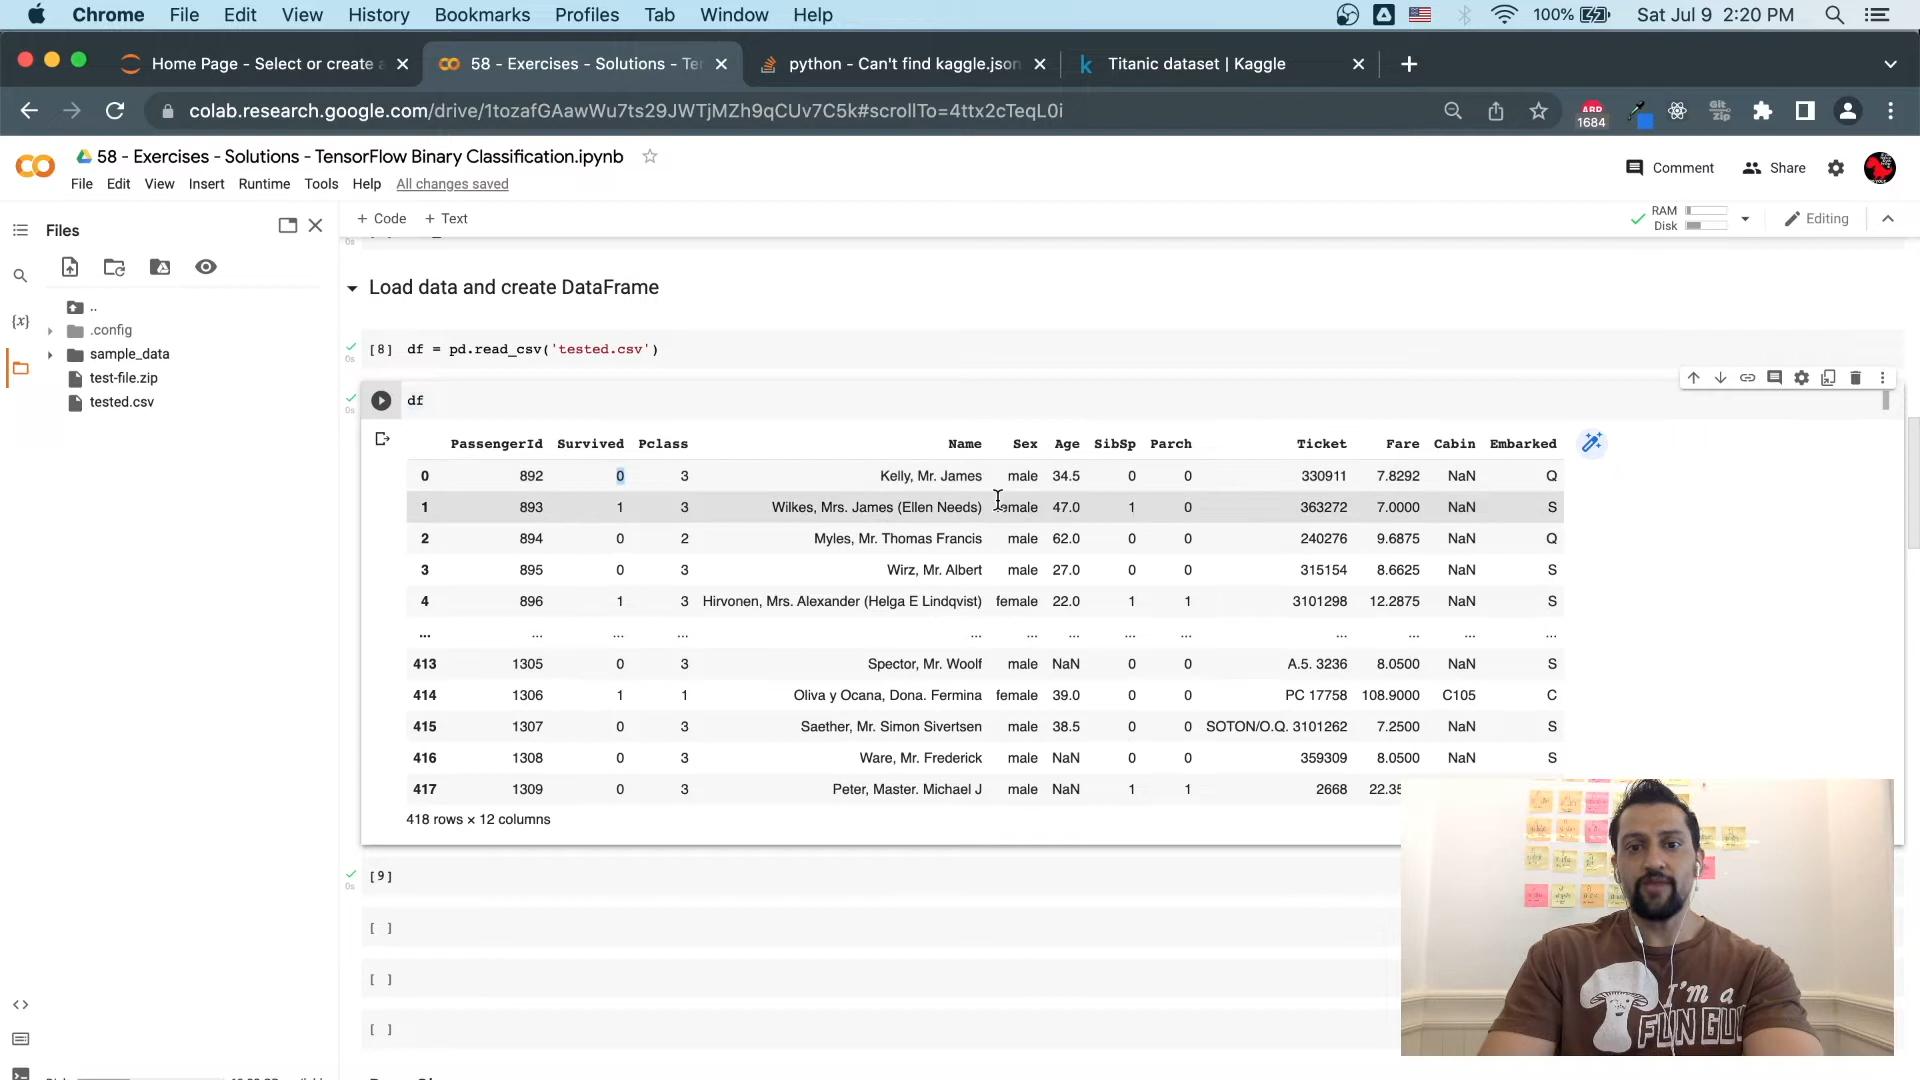 Chrome File Edit View History Bookmarks Profiles Tab Window Help 100% Sat Jul 9 2:20 PM
Home Page - Select or create a
58 - Exercises - Solutions - Te
python - Can't find kaggle.json
k Titanic dataset | Kaggle
colab.research.google.com/drive/1tozafGAawWu7ts29JWTjMZh9qCUv7C5k#scrollTo=4ttx2cTeqL0i
ABP
1684
Git
Zip
58 - Exercises - Solutions - TensorFlow Binary Classification.ipynb
Comment Share
File Edit View Insert Runtime Tools Help All changes saved
Files
+ Code + Text
RAM
Disk
Editing
..
.config
sample_data
test-file.zip
tested.csv
{x}
0s
Load data and create DataFrame
[8] df = pd.read_csv('tested.csv')
0s
df
0s
PassengerId Survived Pclass Name Sex Age SibSp Parch Ticket Fare Cabin Embarked
0 892 0 3 Kelly, Mr. James male 34.5 0 0 330911 7.8292 NaN Q
1 893 1 3 Wilkes, Mrs. James (Ellen Needs) female 47.0 1 0 363272 7.0000 NaN S
2 894 0 2 Myles, Mr. Thomas Francis male 62.0 0 0 240276 9.6875 NaN Q
3 895 0 3 Wirz, Mr. Albert male 27.0 0 0 315154 8.6625 NaN S
4 896 1 3 Hirvonen, Mrs. Alexander (Helga E Lindqvist) female 22.0 1 1 3101298 12.2875 NaN S
... ... ... ... ... ... ... ... ... ... ... ... ...
413 1305 0 3 Spector, Mr. Woolf male NaN 0 0 A.5. 3236 8.0500 NaN S
414 1306 1 1 Oliva y Ocana, Dona. Fermina female 39.0 0 0 PC 17758 108.9000 C105 C
415 1307 0 3 Saether, Mr. Simon Sivertsen male 38.5 0 0 SOTON/O.Q. 3101262 7.2500 NaN S
416 1308 0 3 Ware, Mr. Frederick male NaN 0 0 359309 8.0500 NaN S
417 1309 0 3 Peter, Master. Michael J male NaN 1 1 2668 22.35
418 rows × 12 columns
[9]
0s
[ ]
[ ]
[ ]
I'm a
FUN GU